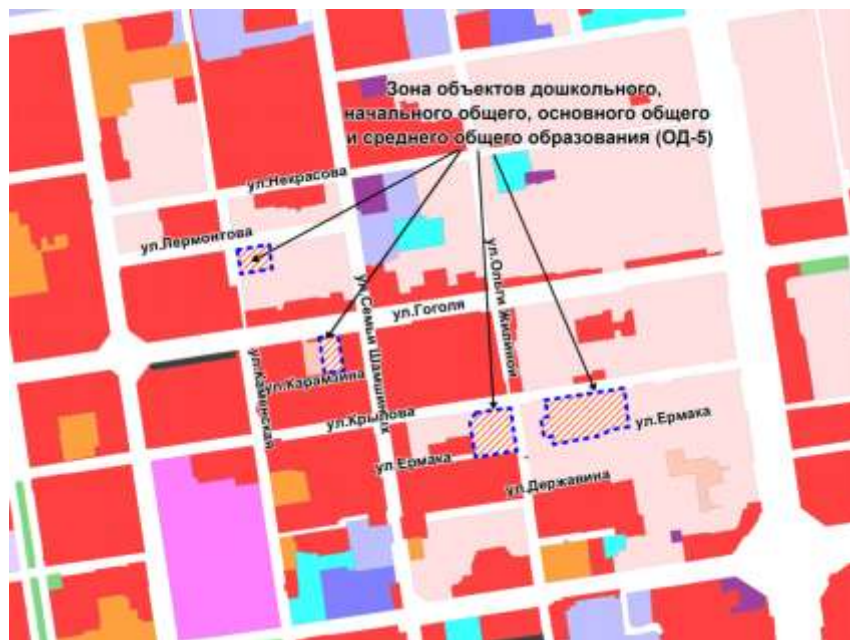 Зона объектов дошкольного,
начального общего, основного общего
и среднего общего образования (ОД-5)
ул.Некрасова
ул.Лермонтова
ул.Ольги Жилиной
ул.Семьи Шамшиных
ул.Гоголя
ул.Каменская
ул.Карамзина
ул.Крылова
ул.Ермака
ул.Ермака
ул.Державина